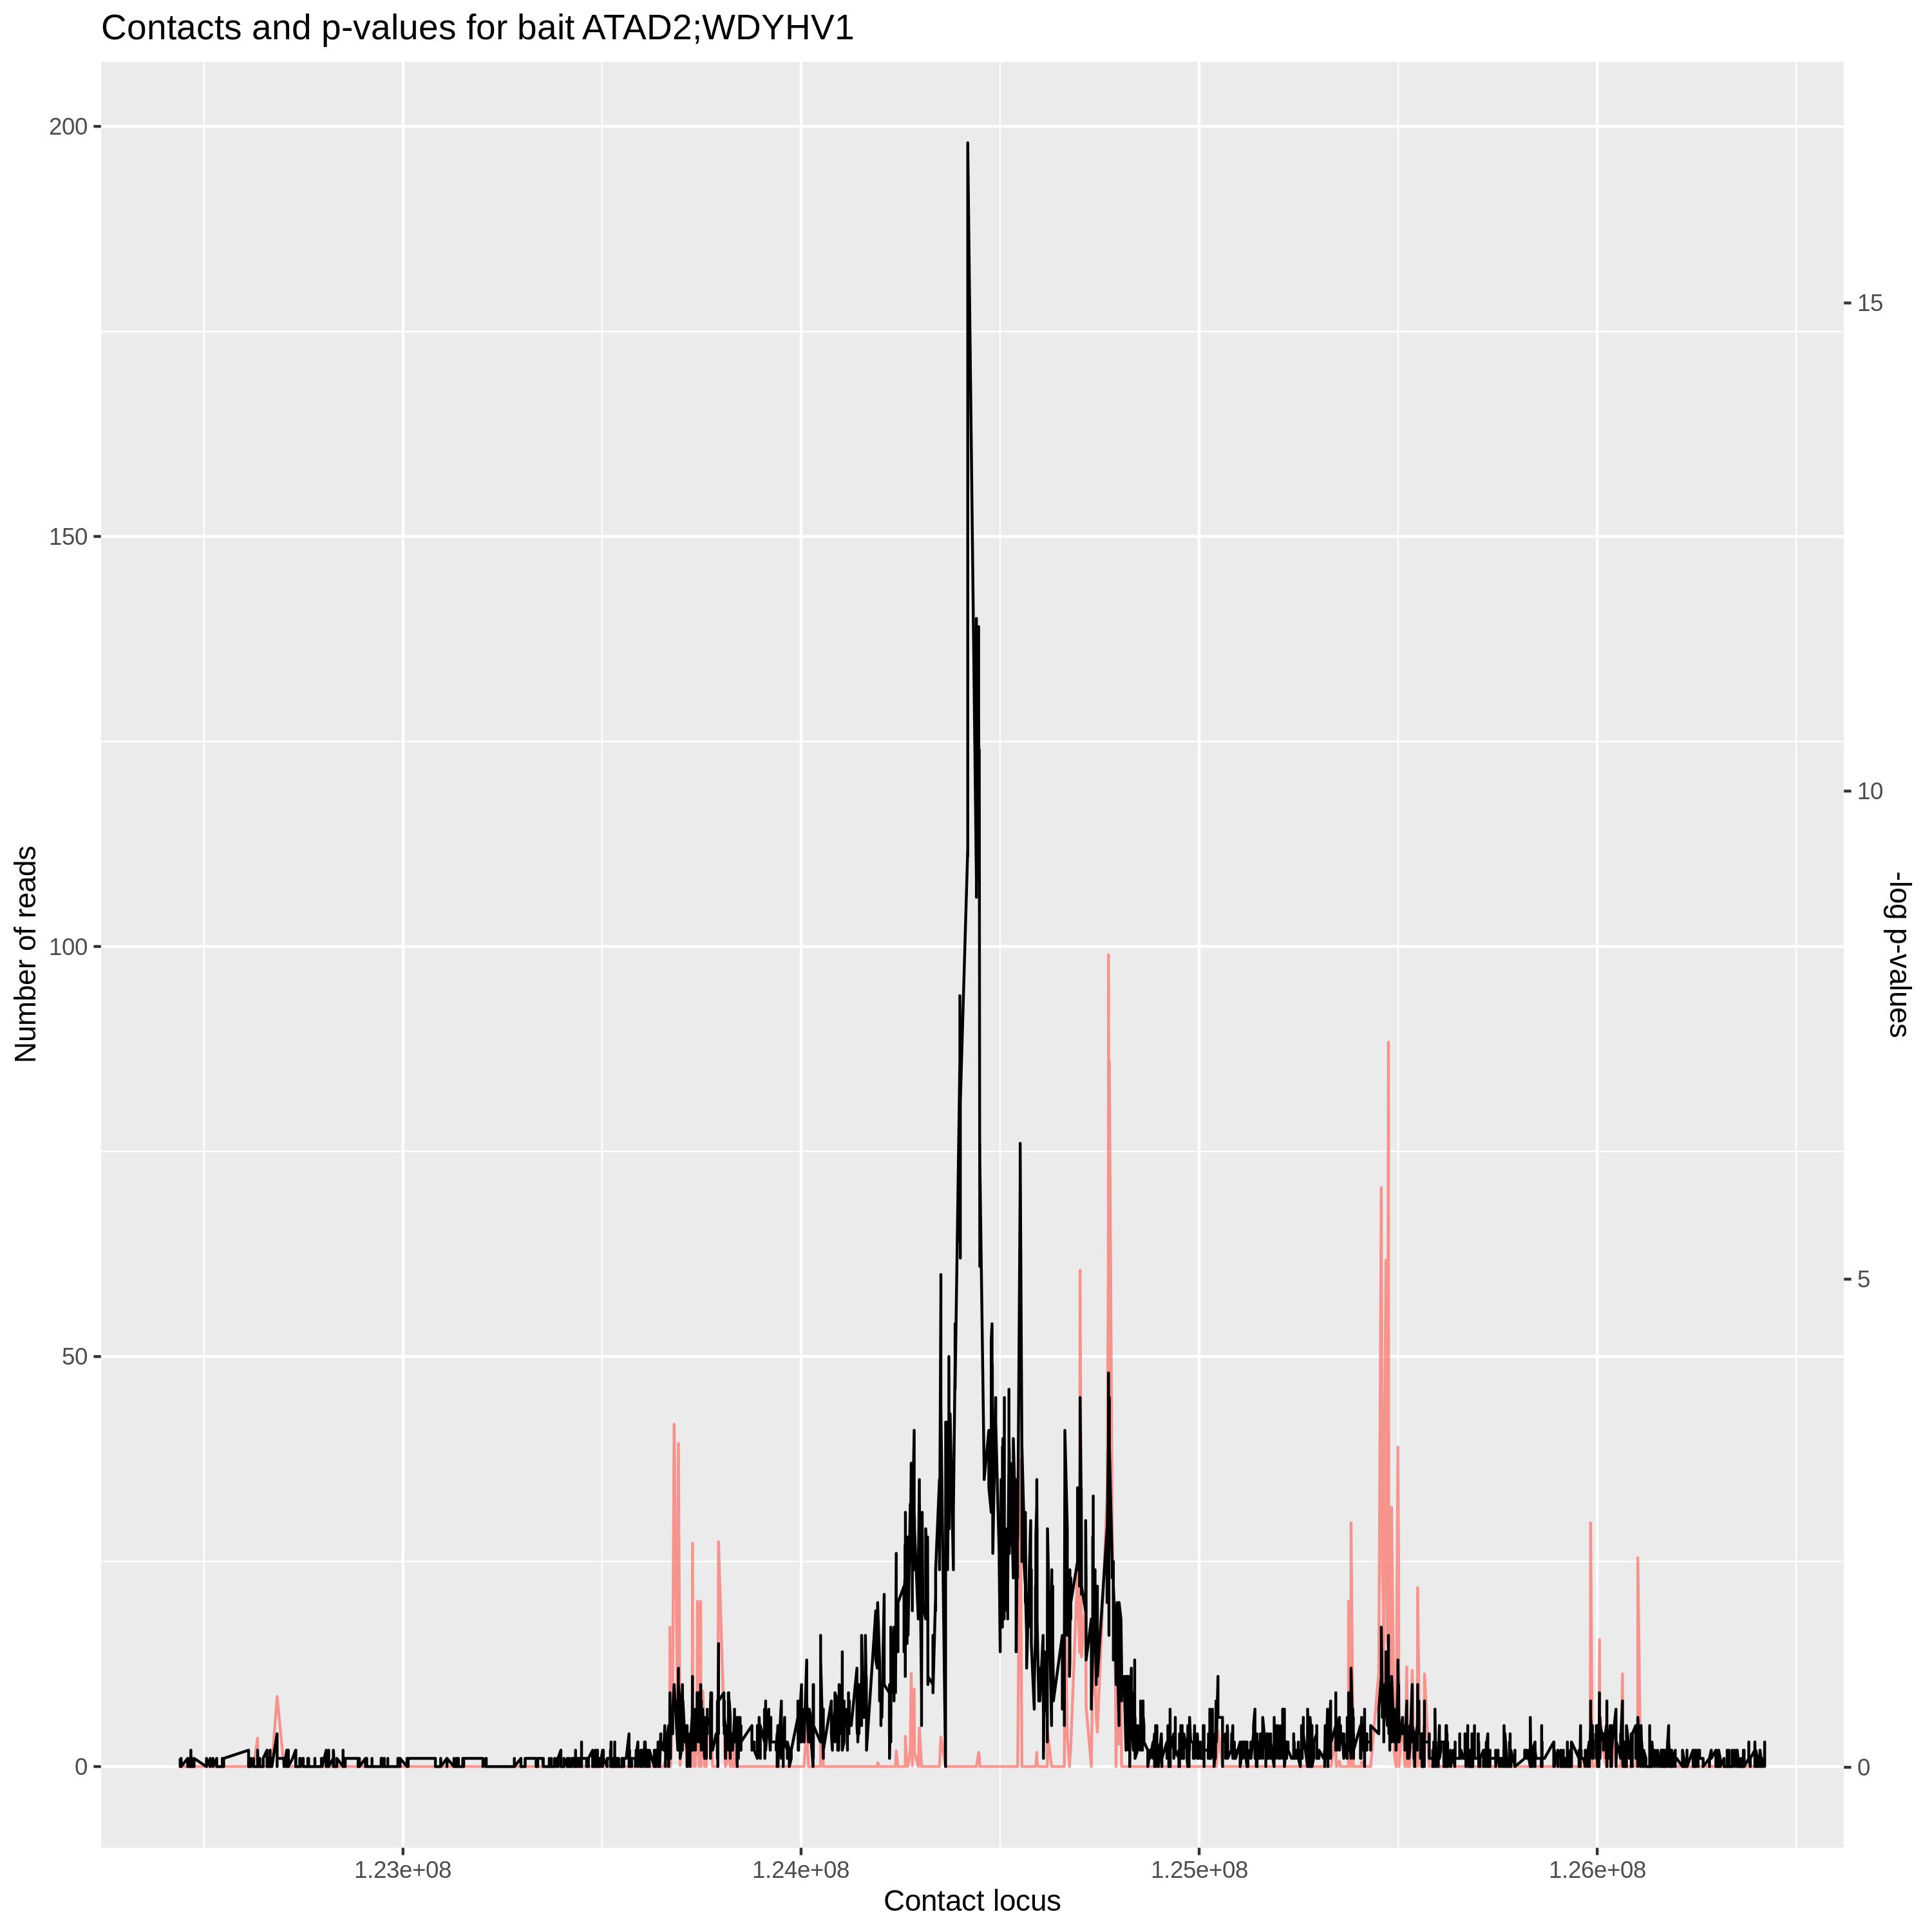 Contacts and p-values for bait ATAD2;WDYHV1
200
150
100
50
0
Number of reads
15
10
5
0
-log p-values
1.23e+08 1.24e+08 1.25e+08 1.26e+08
Contact locus